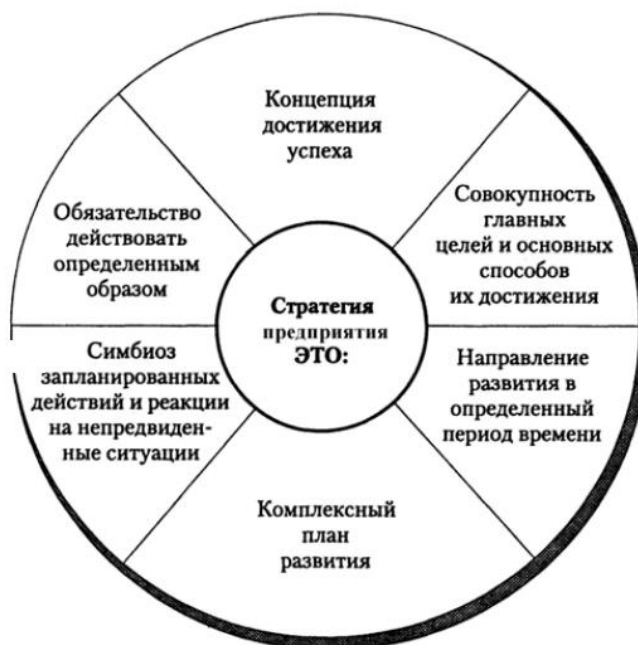 Концепция
достижения
успеха
Совокупность
главных
целей и основных
способов
их достижения
Направление
развития в
определенный
период времени
Комплексный
план
развития
Симбиоз
запланированных
действий и реакции
на непредвиден-
ные ситуации
Обязательство
действовать
определенным
образом
Стратегия
предприятия
ЭТО: